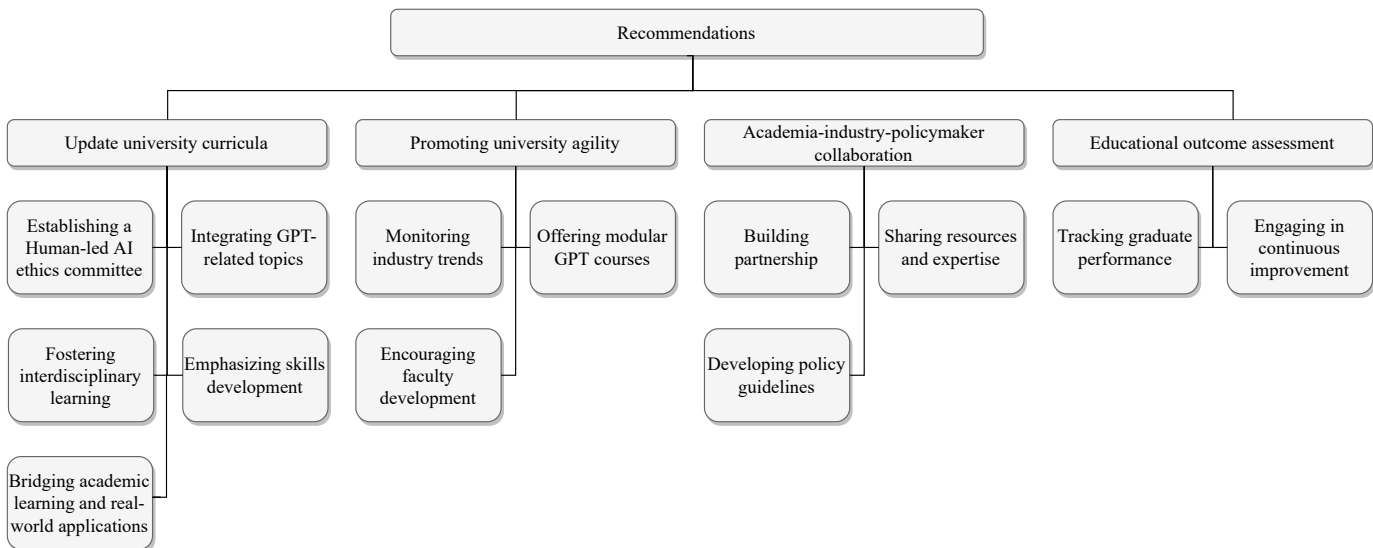 Recommendations
Update university curricula
Promoting university agility
Academia-industry-policymaker
collaboration
Educational outcome assessment
Establishing a
Human-led AI
ethics committee
Integrating GPT-
related topics
Monitoring
industry trends
Offering modular
GPT courses
Building
partnership
Sharing resources
and expertise
Tracking graduate
performance
Engaging in
continuous
improvement
Fostering
interdisciplinary
learning
Emphasizing skills
development
Encouraging
faculty
development
Developing policy
guidelines
Bridging academic
learning and real-
world applications